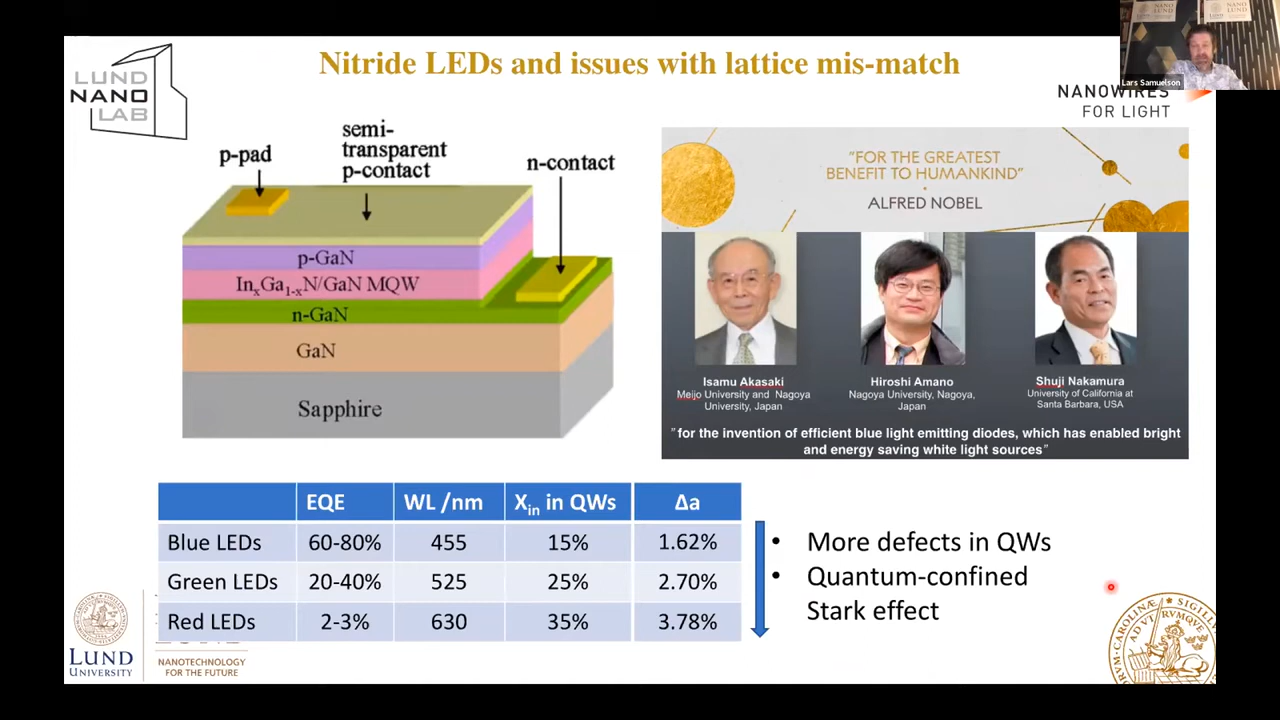 Nitride LEDs and issues with lattice mis-match
LUND
NANO
LAB
Lars Samuelson
NANOWIRES
FOR LIGHT
p-pad
semi-
transparent
p-contact
n-contact
p-GaN
InxGa1-xN/GaN MQW
n-GaN
GaN
Sapphire
"FOR THE GREATEST
BENEFIT TO HUMANKIND"
ALFRED NOBEL
Isamu Akasaki
Meijo University and Nagoya
University, Japan
Hiroshi Amano
Nagoya University, Nagoya,
Japan
Shuji Nakamura
University of California at
Santa Barbara, USA
"for the invention of efficient blue light emitting diodes, which has enabled bright
and energy saving white light sources"
EQE WL /nm Xin in QWs Δa
Blue LEDs 60-80% 455 15% 1.62%
Green LEDs 20-40% 525 25% 2.70%
Red LEDs 2-3% 630 35% 3.78%
• More defects in QWs
• Quantum-confined
Stark effect
LUND
UNIVERSITY
NANOTECHNOLOGY
FOR THE FUTURE